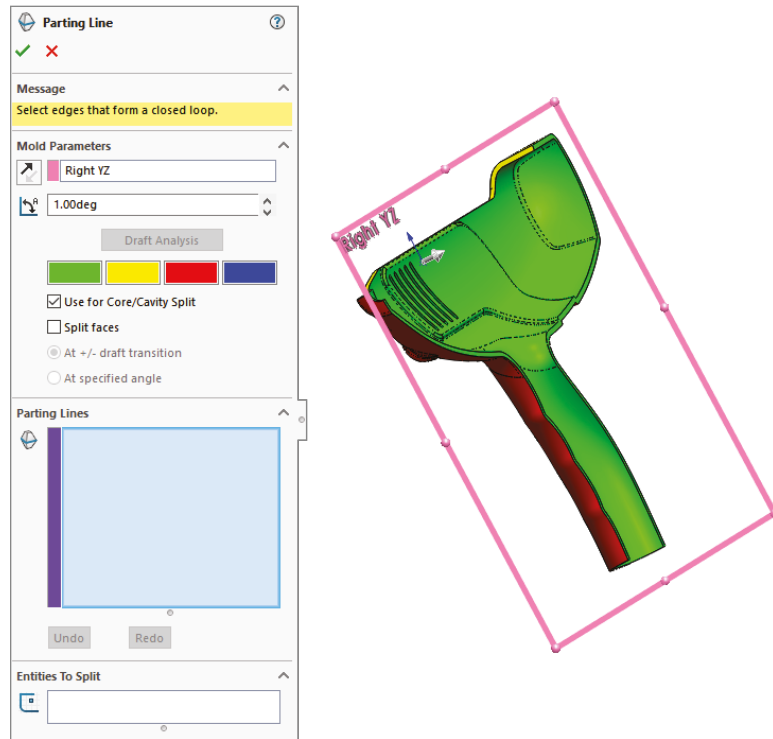 Parting Line
Message
Select edges that form a closed loop.
Mold Parameters
Right YZ
1.00deg
Draft Analysis
Use for Core/Cavity Split
Split faces
At +/- draft transition
At specified angle
Parting Lines
Undo Redo
Entities To Split
Right YZ